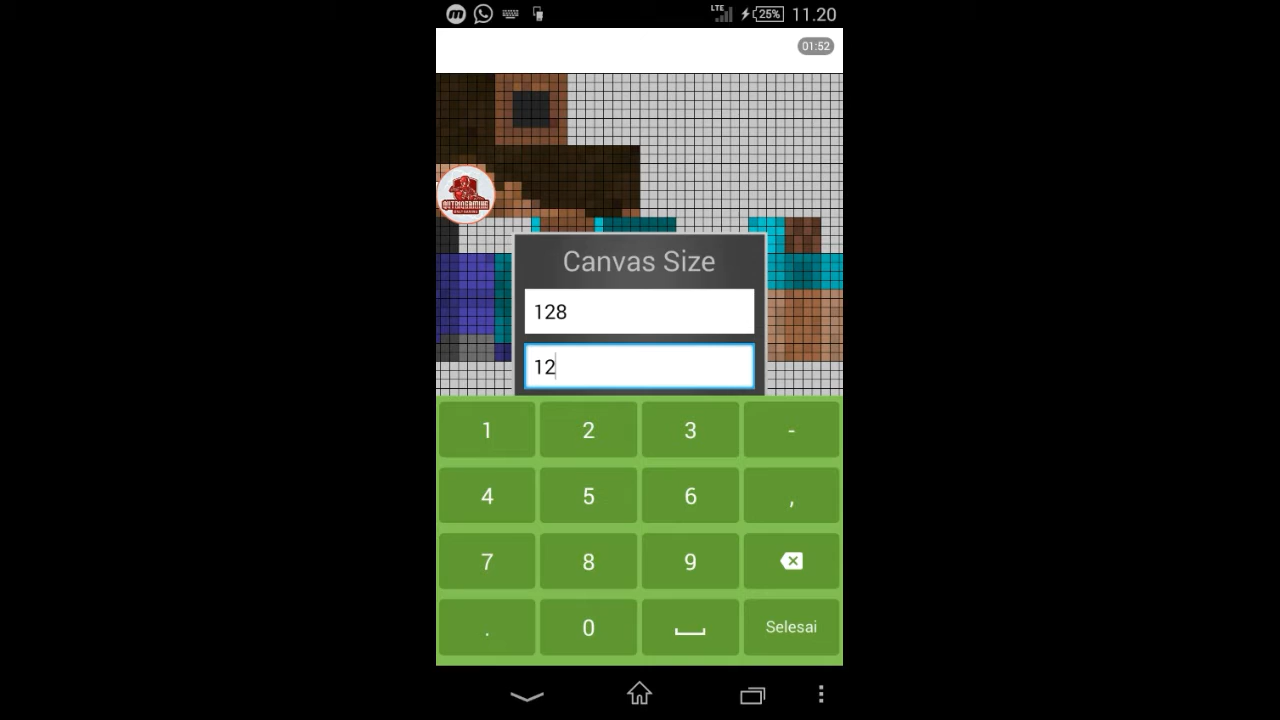 LTE 25% 11.20
01:52
Canvas Size
128
12
1 2 3 -
4 5 6 ,
7 8 9
. 0 Selesai